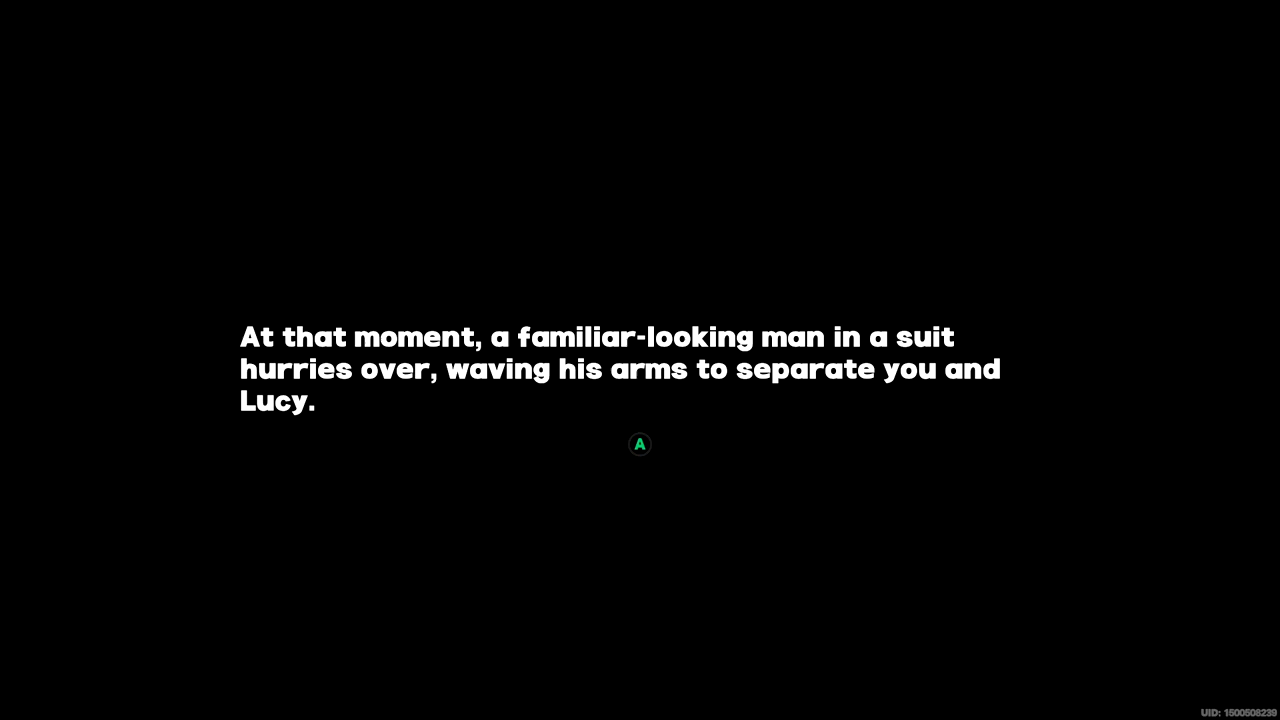 At that moment, a familiar-looking man in a suit
hurries over, waving his arms to separate you and
Lucy.
A
UID: 1500508239